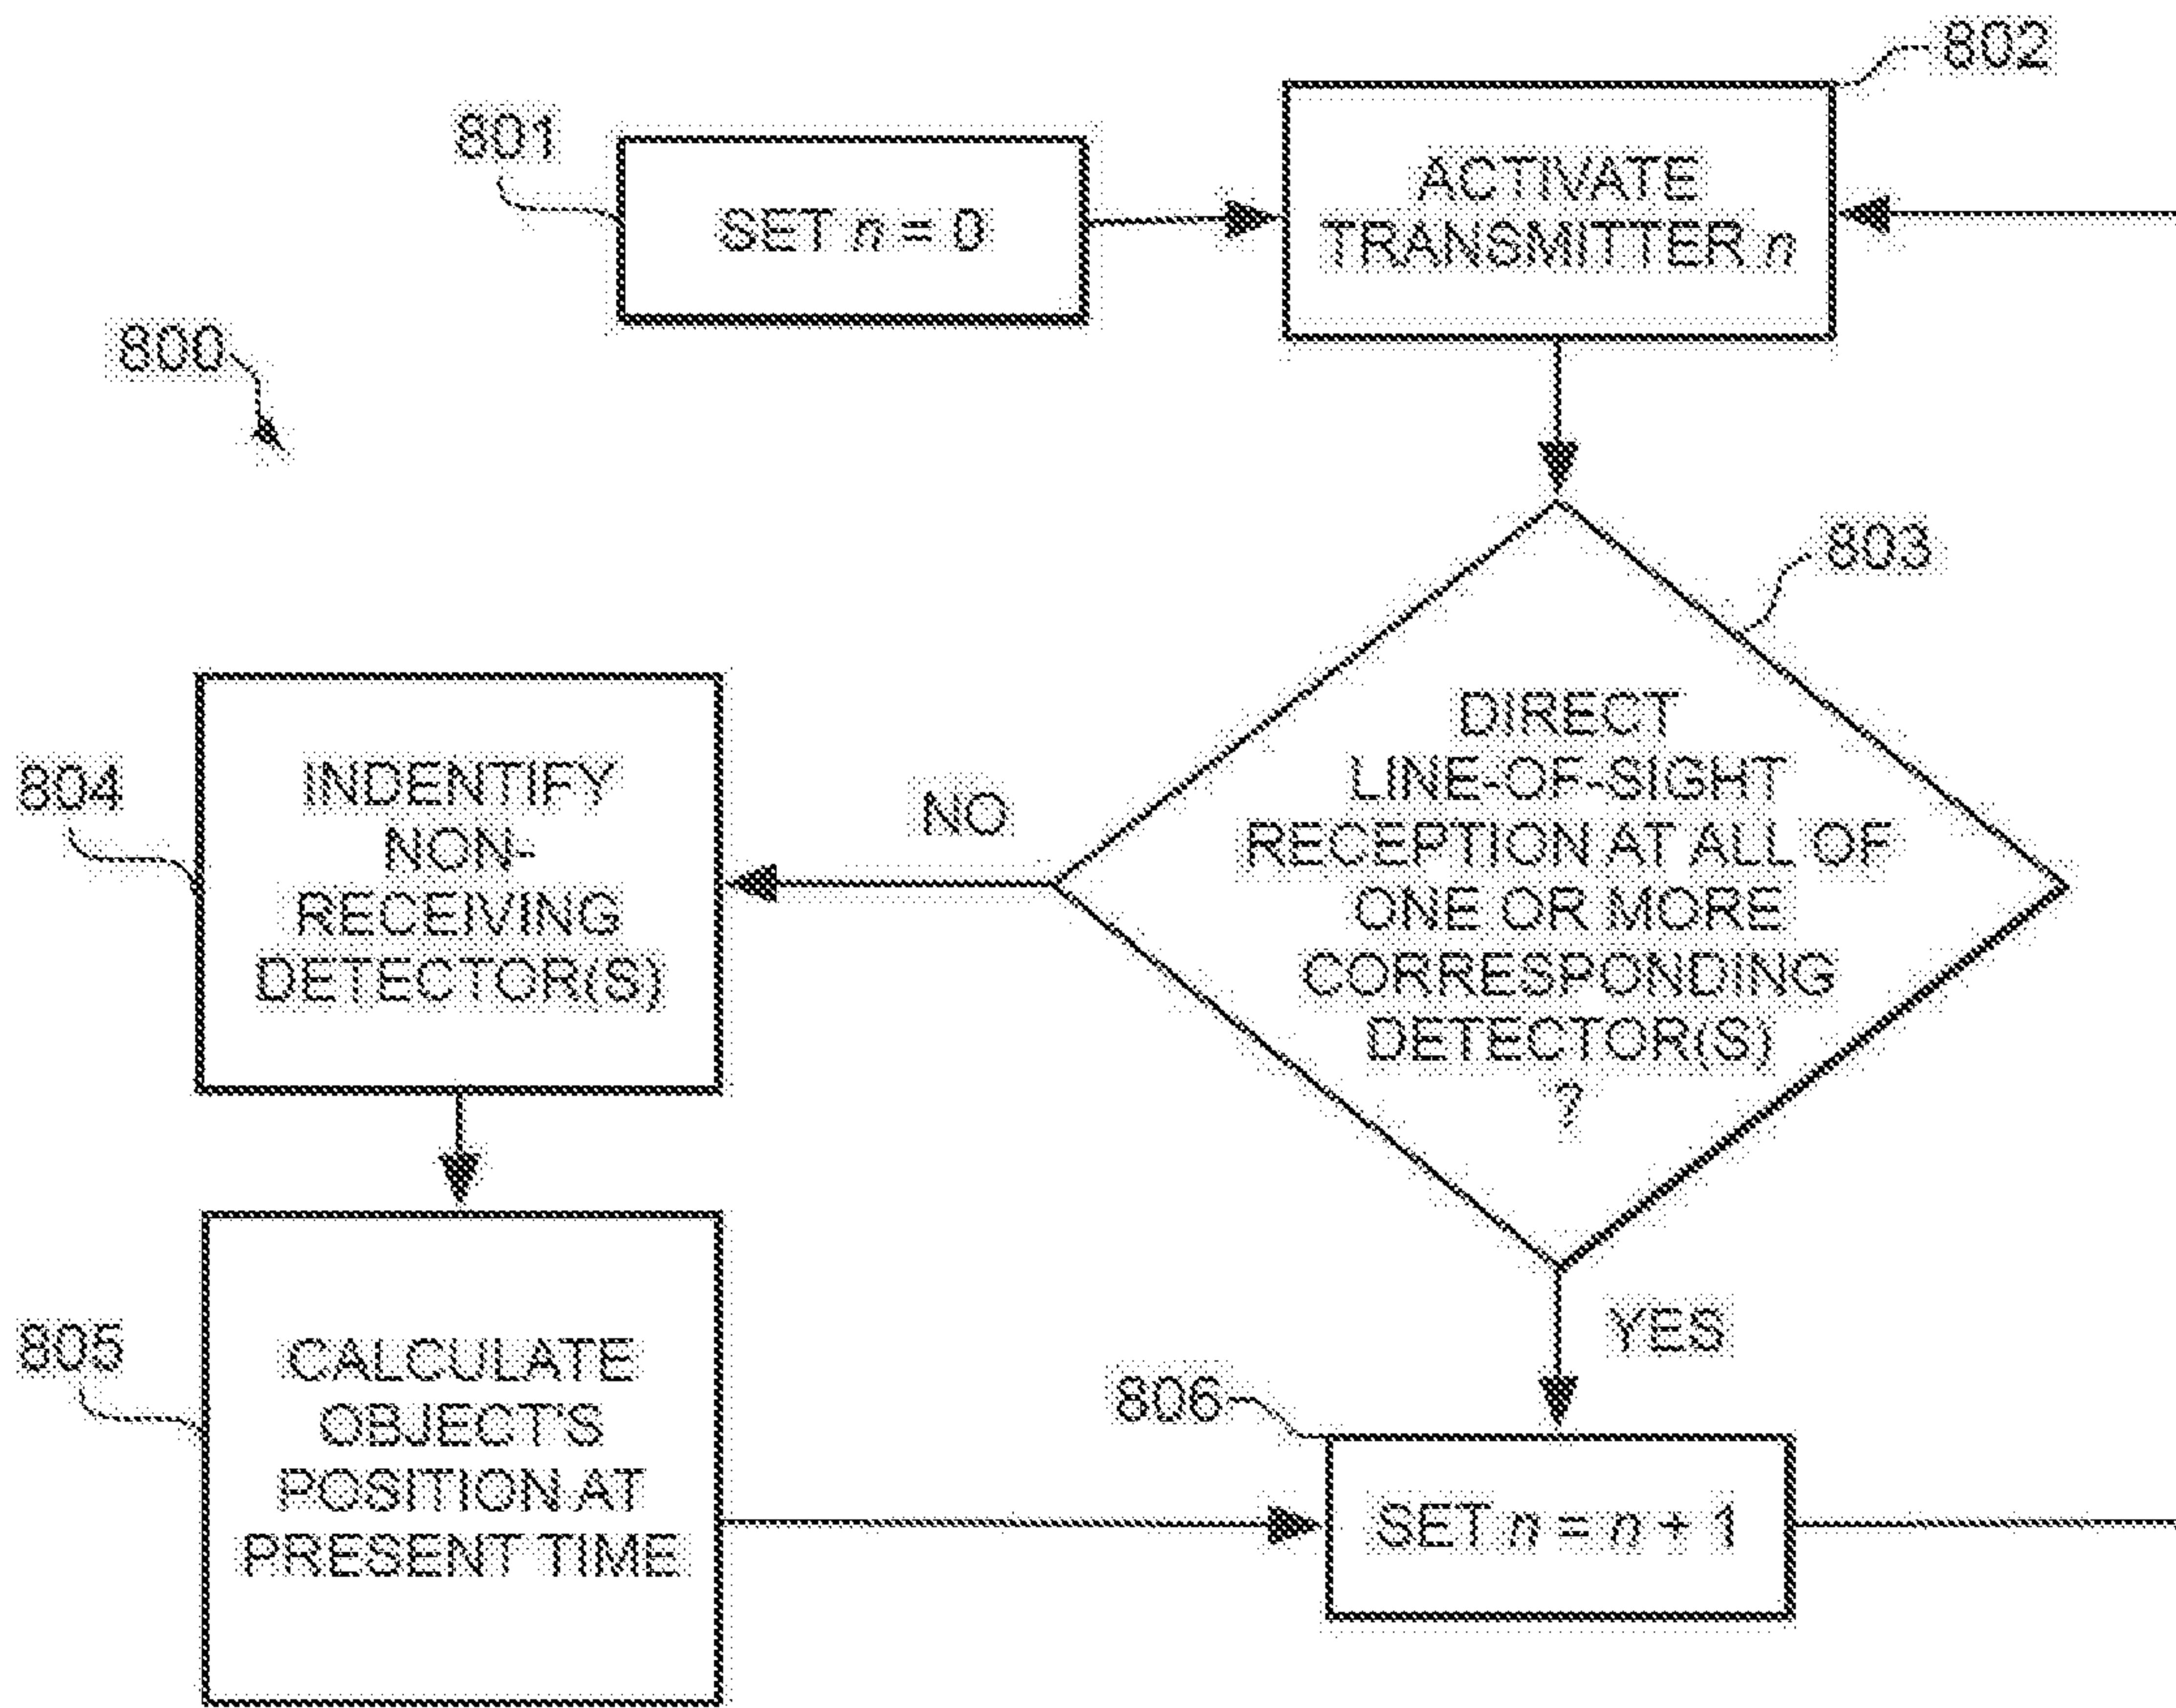 802
801
SET n = 0
ACTIVATE
TRANSMITTER n
800
803
804
INDENTIFY
NON-
RECEIVING
DETECTOR(S)
NO
DIRECT
LINE-OF-SIGHT
RECEPTION AT ALL OF
ONE OR MORE
CORRESPONDING
DETECTOR(S)
?
YES
805
CALCULATE
OBJECT'S
POSITION AT
PRESENT TIME
806
SET n = n + 1